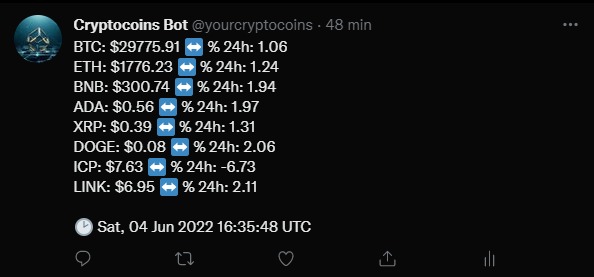 Cryptocoins Bot @yourcryptocoins · 48 min
BTC: $29775.91 ↔️ % 24h: 1.06
ETH: $1776.23 ↔️ % 24h: 1.24
BNB: $300.74 ↔️ % 24h: 1.94
ADA: $0.56 ↔️ % 24h: 1.97
XRP: $0.39 ↔️ % 24h: 1.31
DOGE: $0.08 ↔️ % 24h: 2.06
ICP: $7.63 ↔️ % 24h: -6.73
LINK: $6.95 ↔️ % 24h: 2.11
🕑 Sat, 04 Jun 2022 16:35:48 UTC